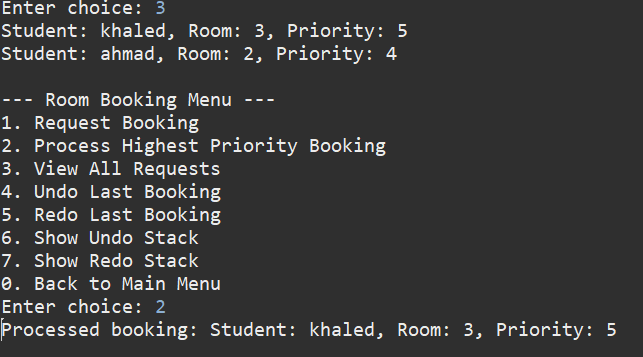 Enter choice: 3
Student: khaled, Room: 3, Priority: 5
Student: ahmad, Room: 2, Priority: 4

--- Room Booking Menu ---
1. Request Booking
2. Process Highest Priority Booking
3. View All Requests
4. Undo Last Booking
5. Redo Last Booking
6. Show Undo Stack
7. Show Redo Stack
0. Back to Main Menu
Enter choice: 2
Processed booking: Student: khaled, Room: 3, Priority: 5